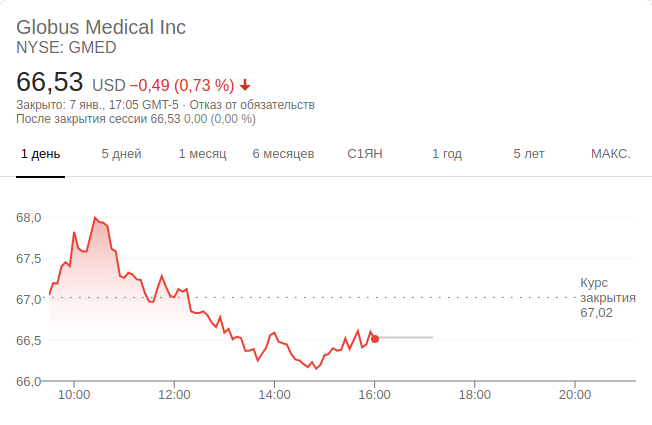 Globus Medical Inc
NYSE: GMED
66,53 USD −0,49 (0,73 %)
Закрыто: 7 янв., 17:05 GMT-5 · Отказ от обязательств
После закрытия сессии 66,53 0,00 (0,00 %)
1 день 5 дней 1 месяц 6 месяцев С1ЯН 1 год 5 лет МАКС.
68,0
67,5
Курс
67,0 закрытия
67,02
66,5
66,0
10:00 12:00 14:00 16:00 18:00 20:00